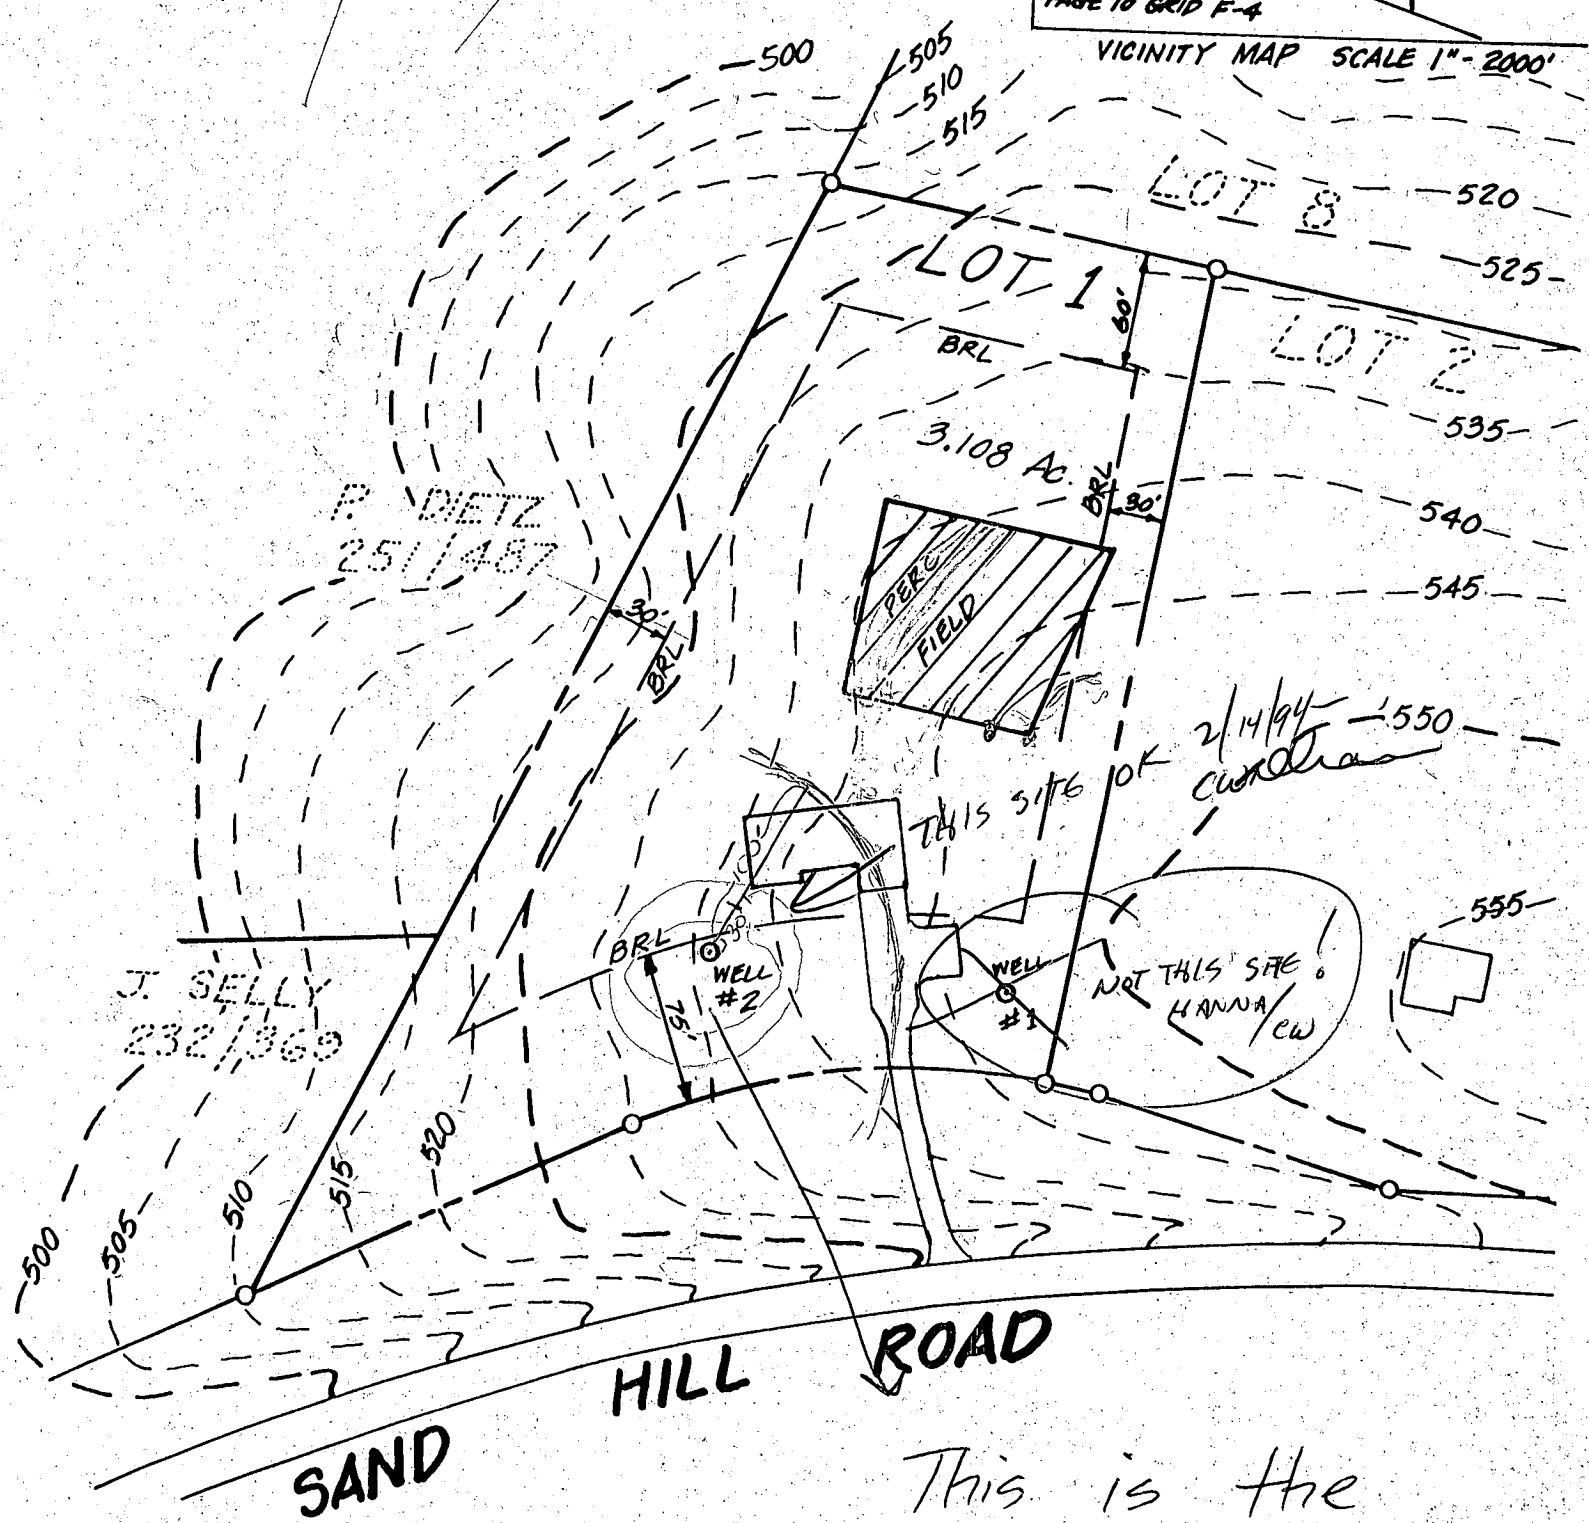 PAGE 10 GRID F-4
VICINITY MAP SCALE 1"- 2000'
500
505
510
515
LOT 8
520
525
LOT 1
60'
LOT 2
BRL
535
3.108 Ac.
BRL
30'
540
P. DIETZ
251/487
PERC
FIELD
545
30'
BRL
2/14/94
550
THIS SITE OK
100'
30'
555
BRL
WELL
#2
75'
WELL
#1
NOT THIS SITE !
HANNA/CW
J. SELLY
232/369
500
505
510
515
520
SAND HILL ROAD
This is the